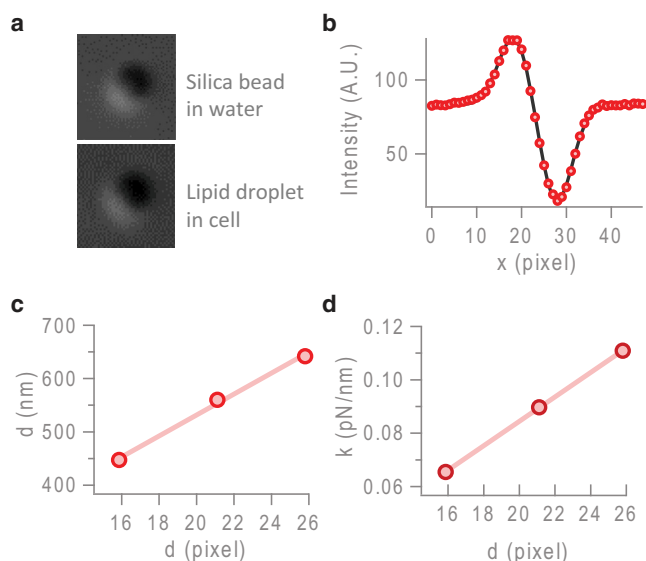 a
Silica bead
in water
Lipid droplet
in cell
b
Intensity (A.U.)
100
50
0 10 20 30 40
x (pixel)
c
d (nm)
700
600
500
400
16 18 20 22 24 26
d (pixel)
d
k (pN/nm)
0.12
0.10
0.08
0.06
16 18 20 22 24 26
d (pixel)